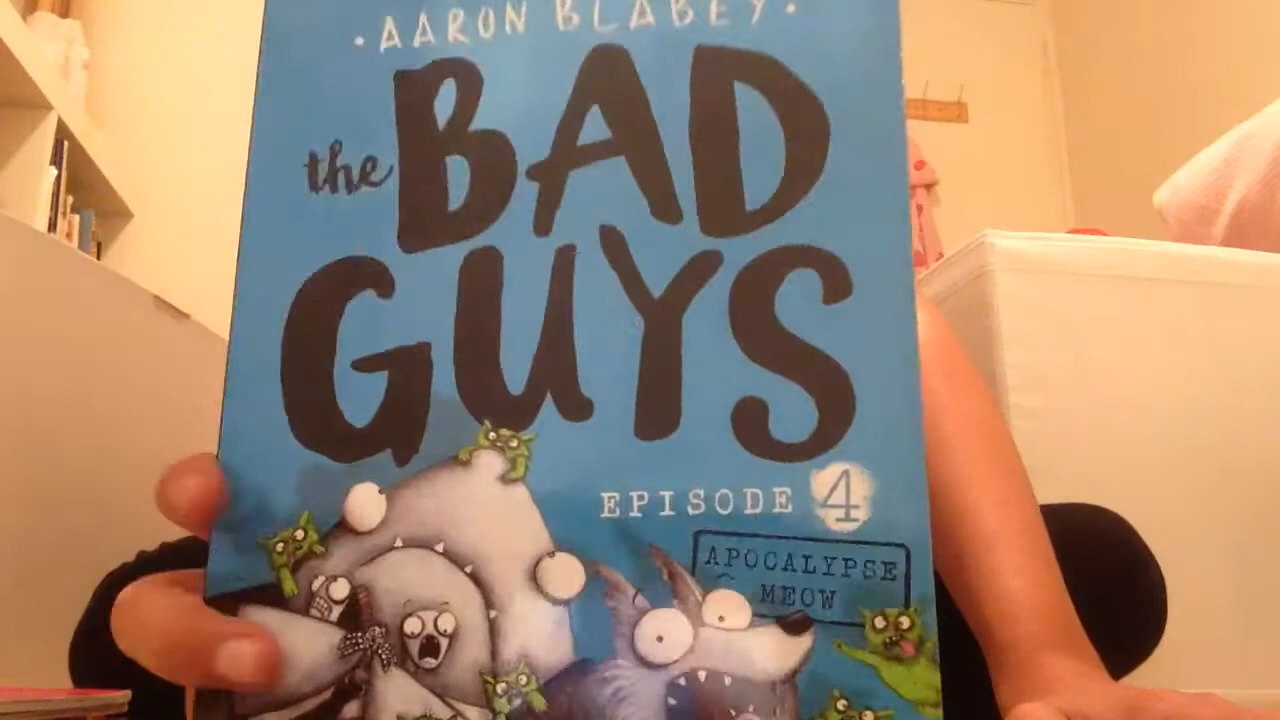 • AARON BLABEY •
the BAD
GUYS
EPISODE 4
APOCALYPSE
MEOW